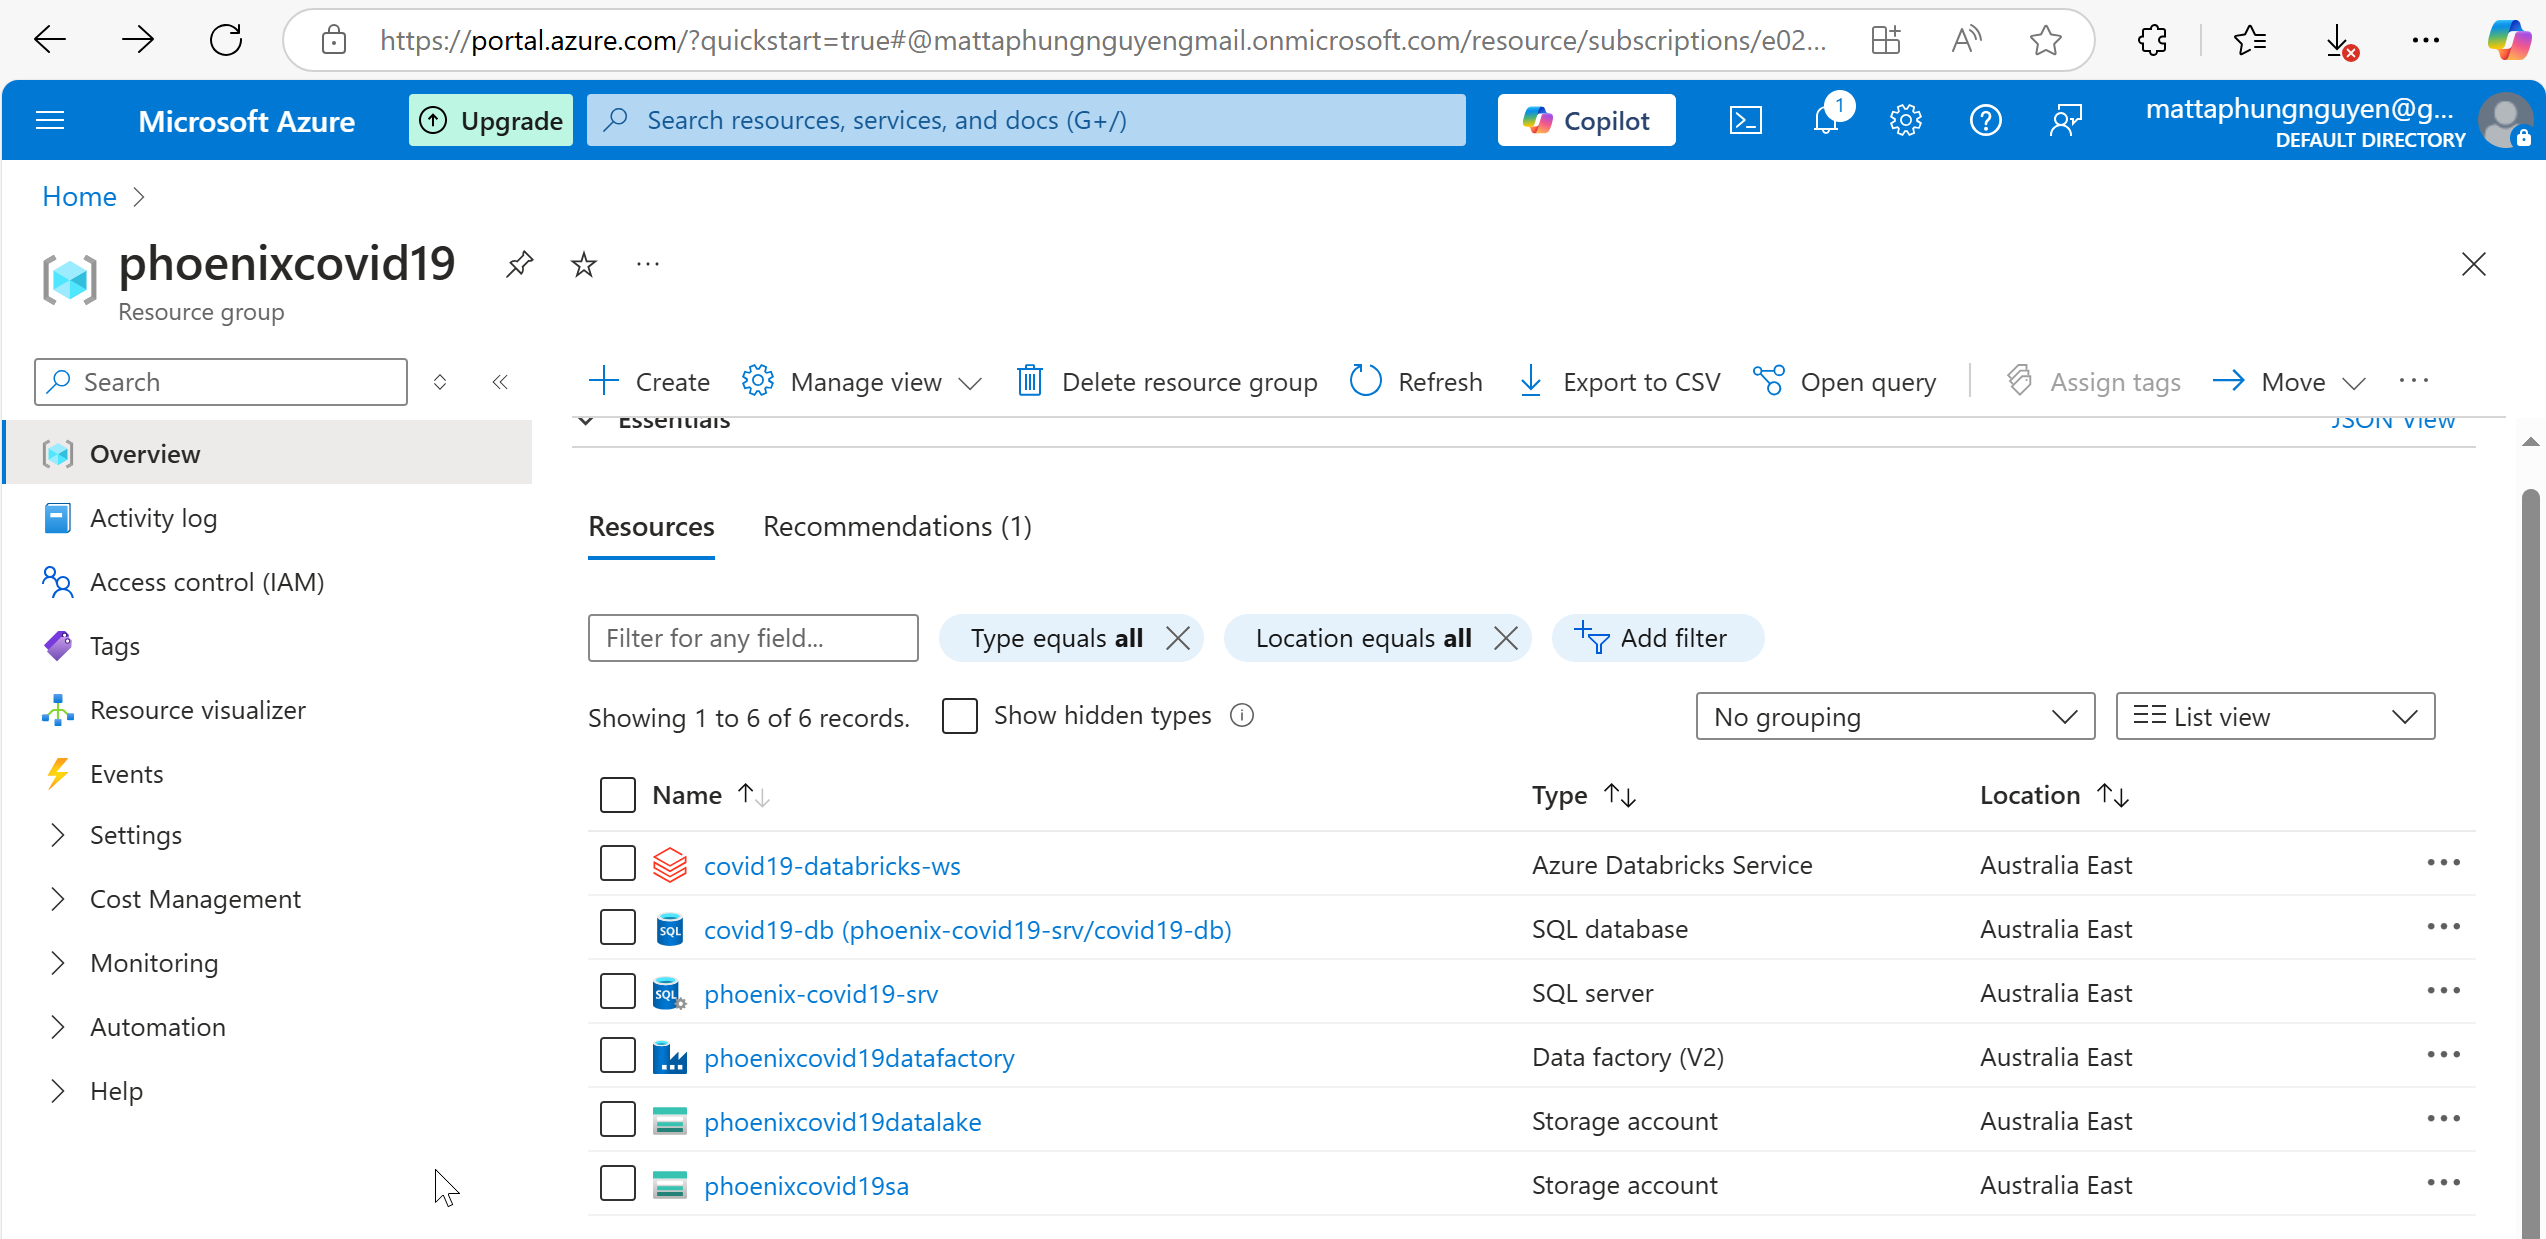 https://portal.azure.com/?quickstart=true#@mattaphungnguyengmail.onmicrosoft.com/resource/subscriptions/e02...
Microsoft Azure
Upgrade
Search resources, services, and docs (G+/)
Copilot
1
mattaphungnguyen@g...
DEFAULT DIRECTORY
Home
phoenixcovid19
Resource group
Search
Create
Manage view
Delete resource group
Refresh
Export to CSV
Open query
Assign tags
Move
Essentials
JSON View
Overview
Activity log
Access control (IAM)
Tags
Resource visualizer
Events
Settings
Cost Management
Monitoring
Automation
Help
Resources
Recommendations (1)
Filter for any field...
Type equals all
Location equals all
Add filter
Showing 1 to 6 of 6 records.
Show hidden types
No grouping
List view
Name Type Location
covid19-databricks-ws Azure Databricks Service Australia East
SQL covid19-db (phoenix-covid19-srv/covid19-db) SQL database Australia East
SQL phoenix-covid19-srv SQL server Australia East
phoenixcovid19datafactory Data factory (V2) Australia East
phoenixcovid19datalake Storage account Australia East
phoenixcovid19sa Storage account Australia East